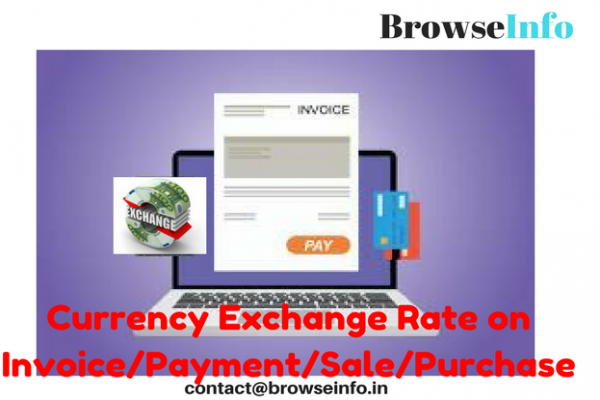 BrowseInfo
INVOICE
EXCHANGE
PAY
Currency Exchange Rate on
Invoice/Payment/Sale/Purchase
contact@browseinfo.in